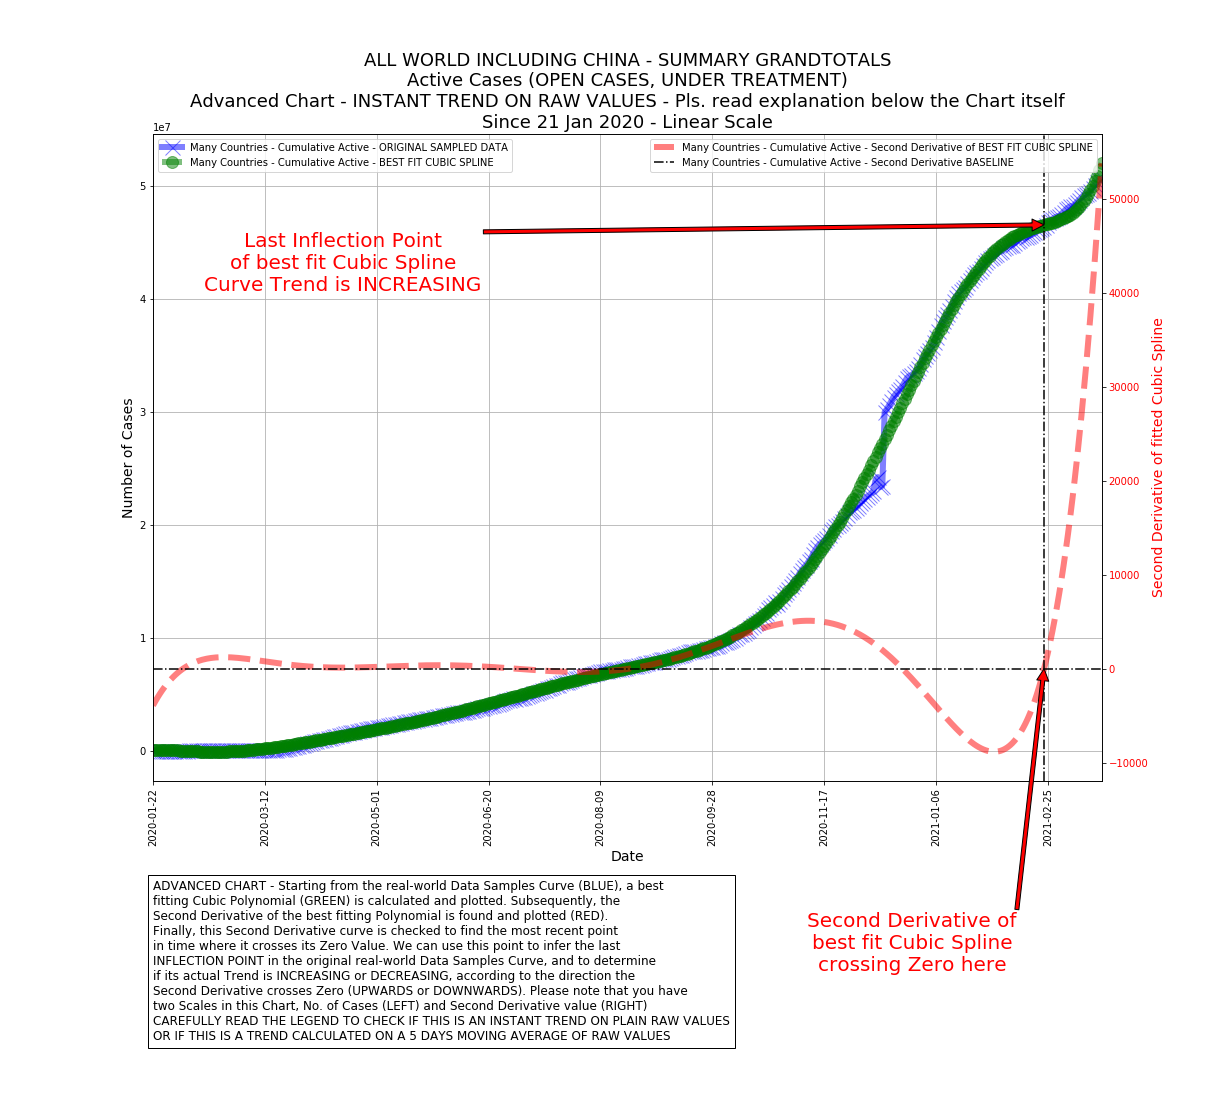 ALL WORLD INCLUDING CHINA - SUMMARY GRANDTOTALS
Active Cases (OPEN CASES, UNDER TREATMENT)
Advanced Chart - INSTANT TREND ON RAW VALUES - Pls. read explanation below the Chart itself
Since 21 Jan 2020 - Linear Scale
1e7
Many Countries - Cumulative Active - ORIGINAL SAMPLED DATA
Many Countries - Cumulative Active - BEST FIT CUBIC SPLINE
Many Countries - Cumulative Active - Second Derivative of BEST FIT CUBIC SPLINE
Many Countries - Cumulative Active - Second Derivative BASELINE
Last Inflection Point
of best fit Cubic Spline
Curve Trend is INCREASING
Number of Cases
5
4
3
2
1
0
50000
40000
30000
20000
10000
0
−10000
Second Derivative of fitted Cubic Spline
2020-01-22
2020-03-12
2020-05-01
2020-06-20
2020-08-09
2020-09-28
2020-11-17
2021-01-06
2021-02-25
Date
ADVANCED CHART - Starting from the real-world Data Samples Curve (BLUE), a best
fitting Cubic Polynomial (GREEN) is calculated and plotted. Subsequently, the
Second Derivative of the best fitting Polynomial is found and plotted (RED).
Finally, this Second Derivative curve is checked to find the most recent point
in time where it crosses its Zero Value. We can use this point to infer the last
INFLECTION POINT in the original real-world Data Samples Curve, and to determine
if its actual Trend is INCREASING or DECREASING, according to the direction the
Second Derivative crosses Zero (UPWARDS or DOWNWARDS). Please note that you have
two Scales in this Chart, No. of Cases (LEFT) and Second Derivative value (RIGHT)
CAREFULLY READ THE LEGEND TO CHECK IF THIS IS AN INSTANT TREND ON PLAIN RAW VALUES
OR IF THIS IS A TREND CALCULATED ON A 5 DAYS MOVING AVERAGE OF RAW VALUES
Second Derivative of
best fit Cubic Spline
crossing Zero here